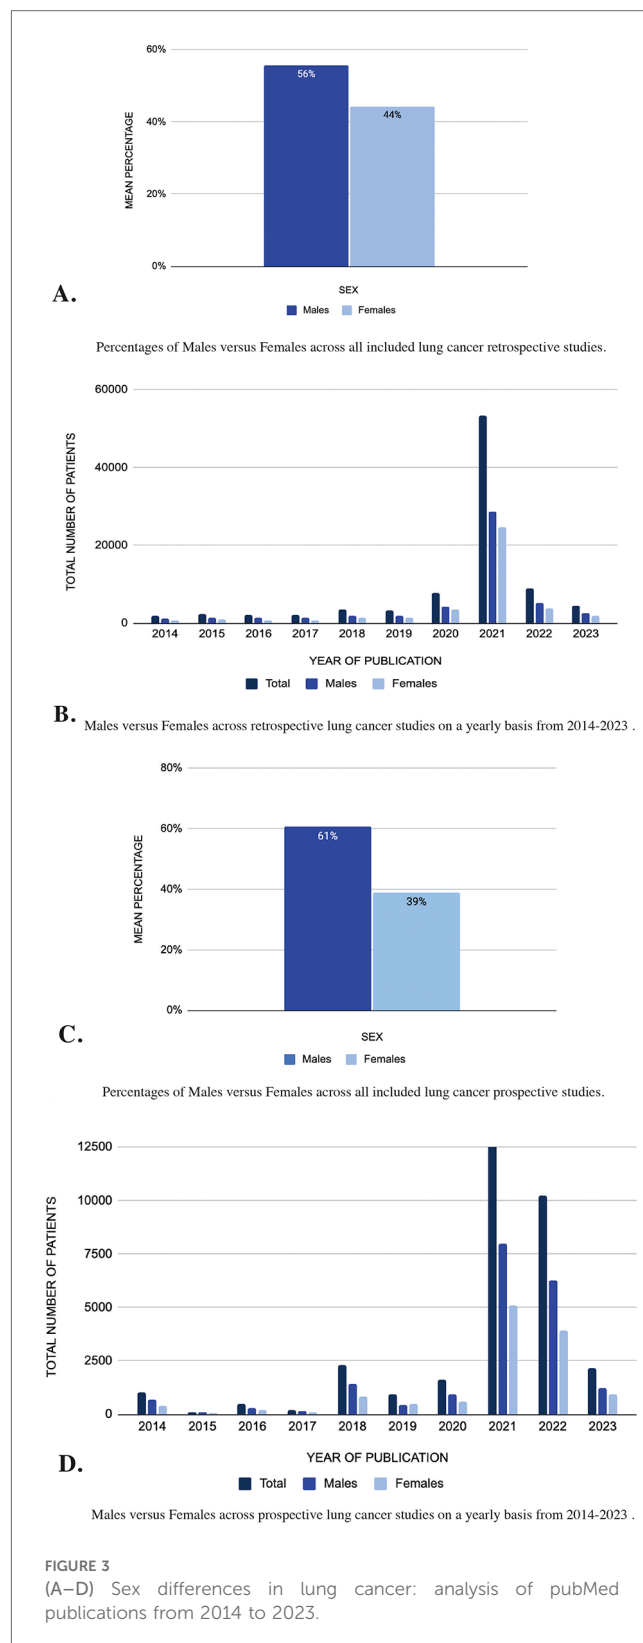 60%
56%
44%
40%
20%
0%
MEAN PERCENTAGE
SEX
A.
Males Females
Percentages of Males versus Females across all included lung cancer retrospective studies.
60000
40000
20000
0
TOTAL NUMBER OF PATIENTS
2014 2015 2016 2017 2018 2019 2020 2021 2022 2023
YEAR OF PUBLICATION
Total Males Females
B.
Males versus Females across retrospective lung cancer studies on a yearly basis from 2014-2023 .
80%
60%
61%
40%
39%
20%
0%
MEAN PERCENTAGE
SEX
C.
Males Females
Percentages of Males versus Females across all included lung cancer prospective studies.
12500
10000
7500
5000
2500
0
TOTAL NUMBER OF PATIENTS
2014 2015 2016 2017 2018 2019 2020 2021 2022 2023
YEAR OF PUBLICATION
D.
Total Males Females
Males versus Females across prospective lung cancer studies on a yearly basis from 2014-2023 .
FIGURE 3
(A–D) Sex differences in lung cancer: analysis of pubMed
publications from 2014 to 2023.